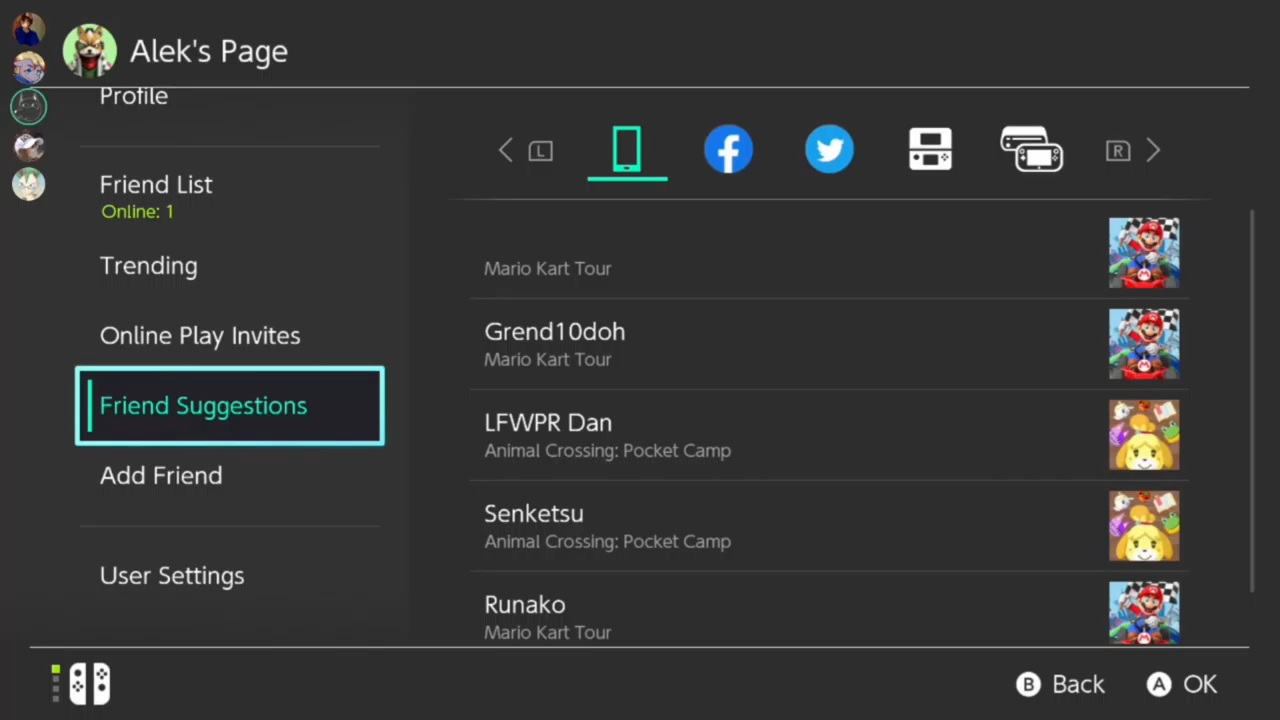 Alek's Page
Profile
Friend List
Online: 1
Trending
Online Play Invites
Friend Suggestions
Add Friend
User Settings
L
R
Mario Kart Tour
Grend10doh
Mario Kart Tour
LFWPR Dan
Animal Crossing: Pocket Camp
Senketsu
Animal Crossing: Pocket Camp
Runako
Mario Kart Tour
B Back
A OK